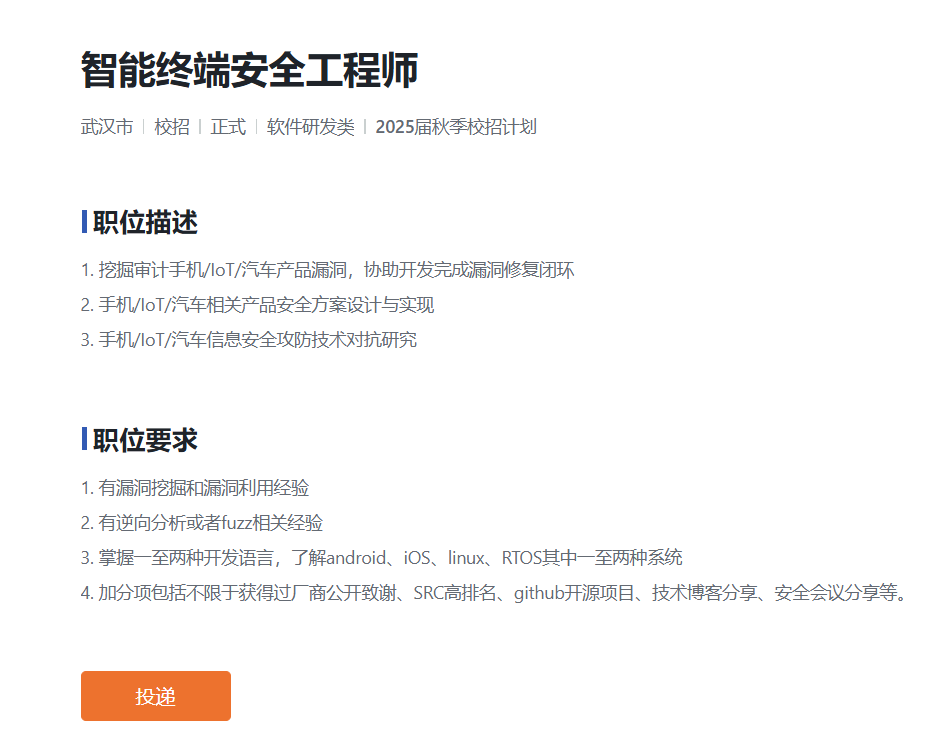 智能终端安全工程师
武汉市 | 校招 | 正式 | 软件研发类 | 2025届秋季校招计划
职位描述
1. 挖掘审计手机/IoT/汽车产品漏洞，协助开发完成漏洞修复闭环
2. 手机/IoT/汽车相关产品安全方案设计与实现
3. 手机/IoT/汽车信息安全攻防技术对抗研究
职位要求
1. 有漏洞挖掘和漏洞利用经验
2. 有逆向分析或者fuzz相关经验
3. 掌握一至两种开发语言，了解android、iOS、linux、RTOS其中一至两种系统
4. 加分项包括不限于获得过厂商公开致谢、SRC高排名、github开源项目、技术博客分享、安全会议分享等。
投递